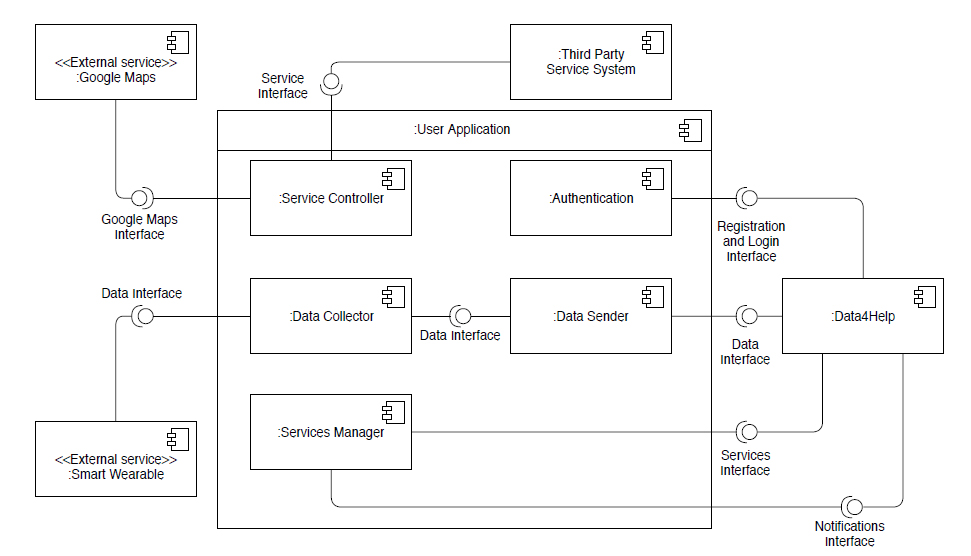 <<External service>>
:Google Maps
:Third Party
Service System
Service
Interface
:User Application
:Service Controller
:Authentication
Google Maps
Interface
Registration
and Login
Interface
Data Interface
:Data Collector
Data Interface
:Data Sender
Data
Interface
:Data4Help
:Services Manager
Services
Interface
<<External service>>
:Smart Wearable
Notifications
Interface